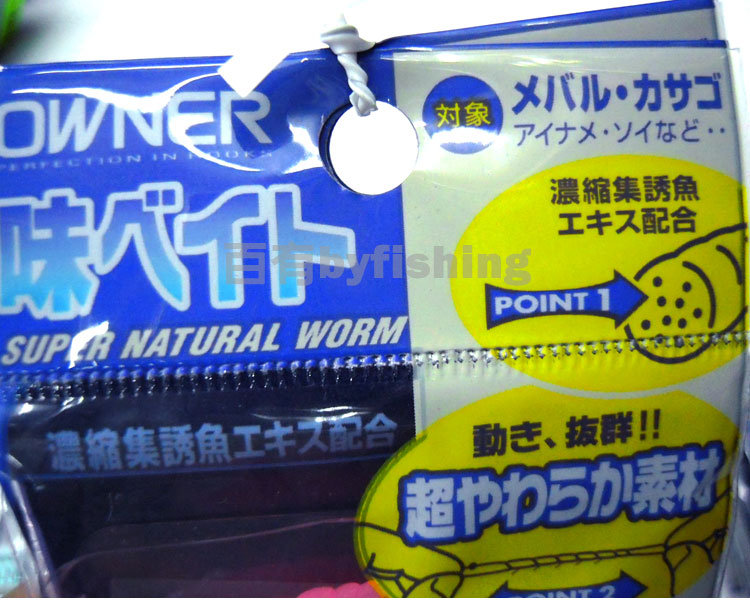 OWNER
PERFECTION IN HOOKS
味ベイト
SUPER NATURAL WORM
濃縮集誘魚エキス配合
対象
メバル・カサゴ
アイナメ・ソイなど・・
濃縮集誘魚
エキス配合
POINT 1
動き、抜群!!
超やわらか素材
POINT 2
百有byfishing